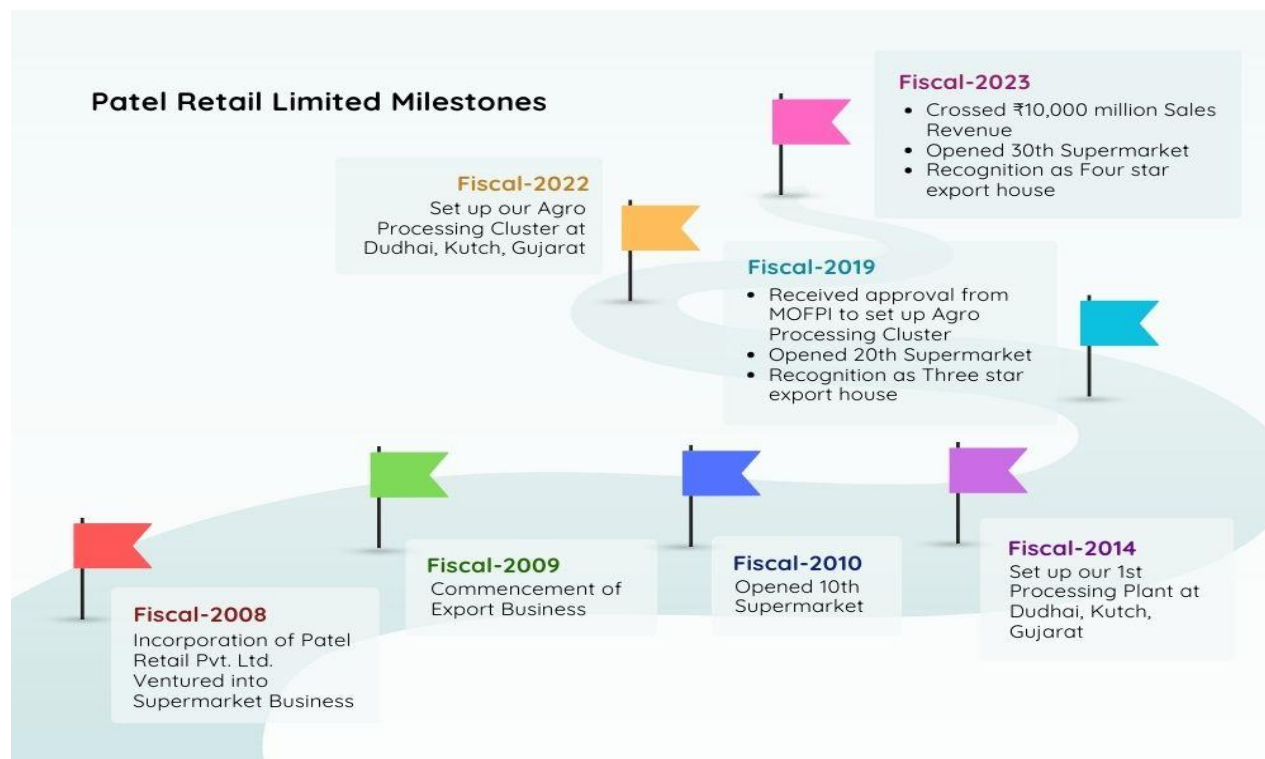 Patel Retail Limited Milestones
Fiscal-2023
• Crossed ₹10,000 million Sales
Revenue
• Opened 30th Supermarket
• Recognition as Four star
export house
Fiscal-2022
Set up our Agro
Processing Cluster at
Dudhai, Kutch, Gujarat
Fiscal-2019
• Received approval from
MOFPI to set up Agro
Processing Cluster
• Opened 20th Supermarket
• Recognition as Three star
export house
Fiscal-2008
Incorporation of Patel
Retail Pvt. Ltd.
Ventured into
Supermarket Business
Fiscal-2009
Commencement of
Export Business
Fiscal-2010
Opened 10th
Supermarket
Fiscal-2014
Set up our 1st
Processing Plant at
Dudhai, Kutch,
Gujarat